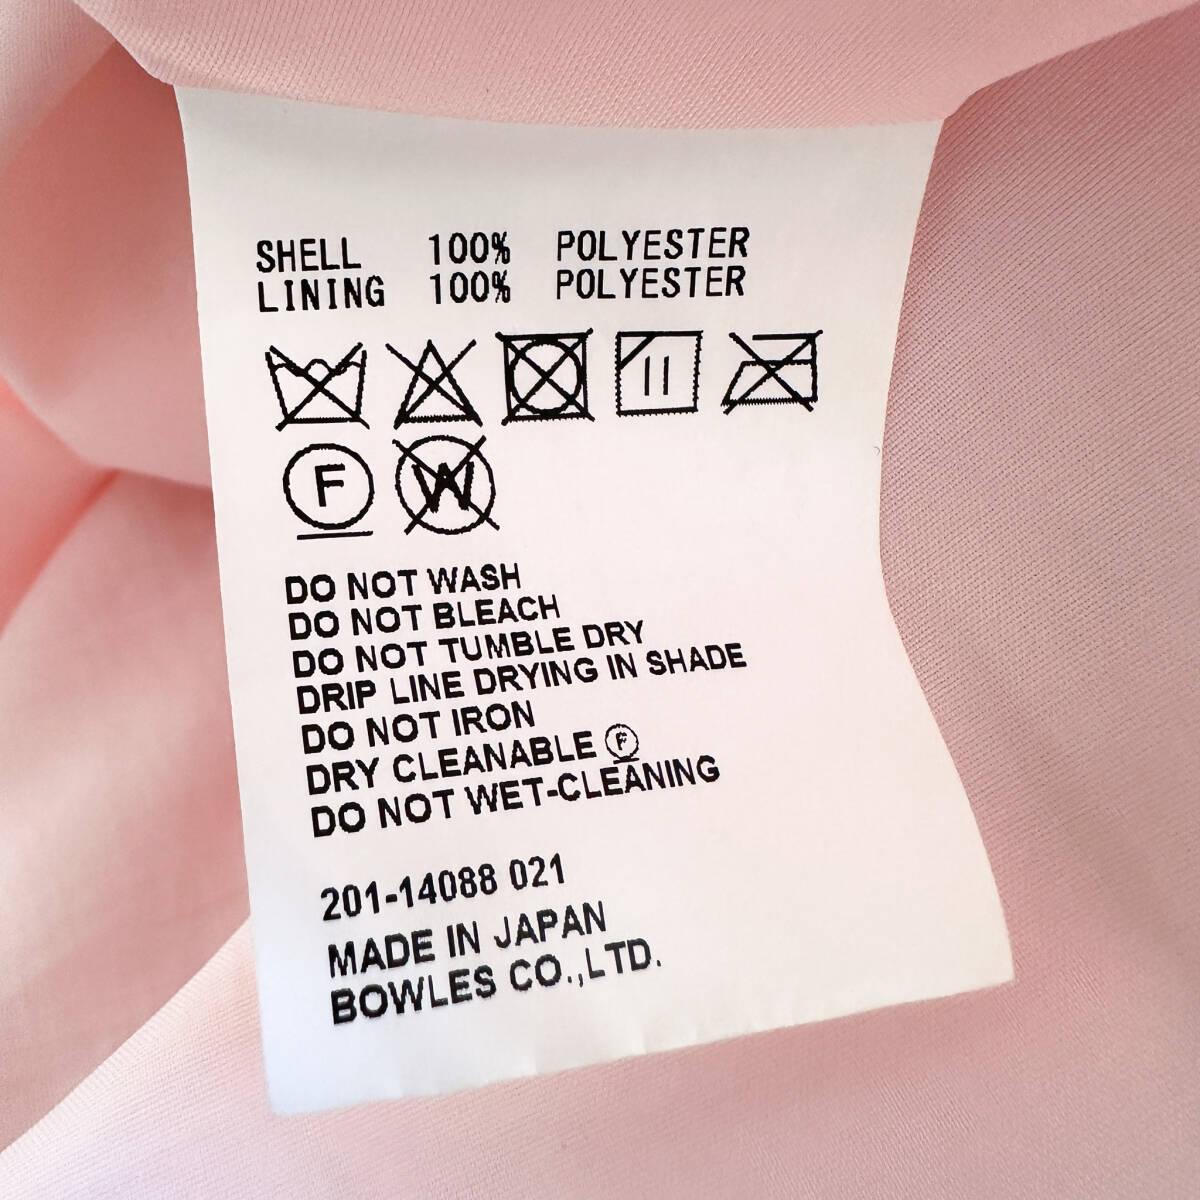 SHELL 100% POLYESTER
LINING 100% POLYESTER
F W
DO NOT WASH
DO NOT BLEACH
DO NOT TUMBLE DRY
DRIP LINE DRYING IN SHADE
DO NOT IRON
DRY CLEANABLE Ⓕ
DO NOT WET-CLEANING
201-14088 021
MADE IN JAPAN
BOWLES CO.,LTD.